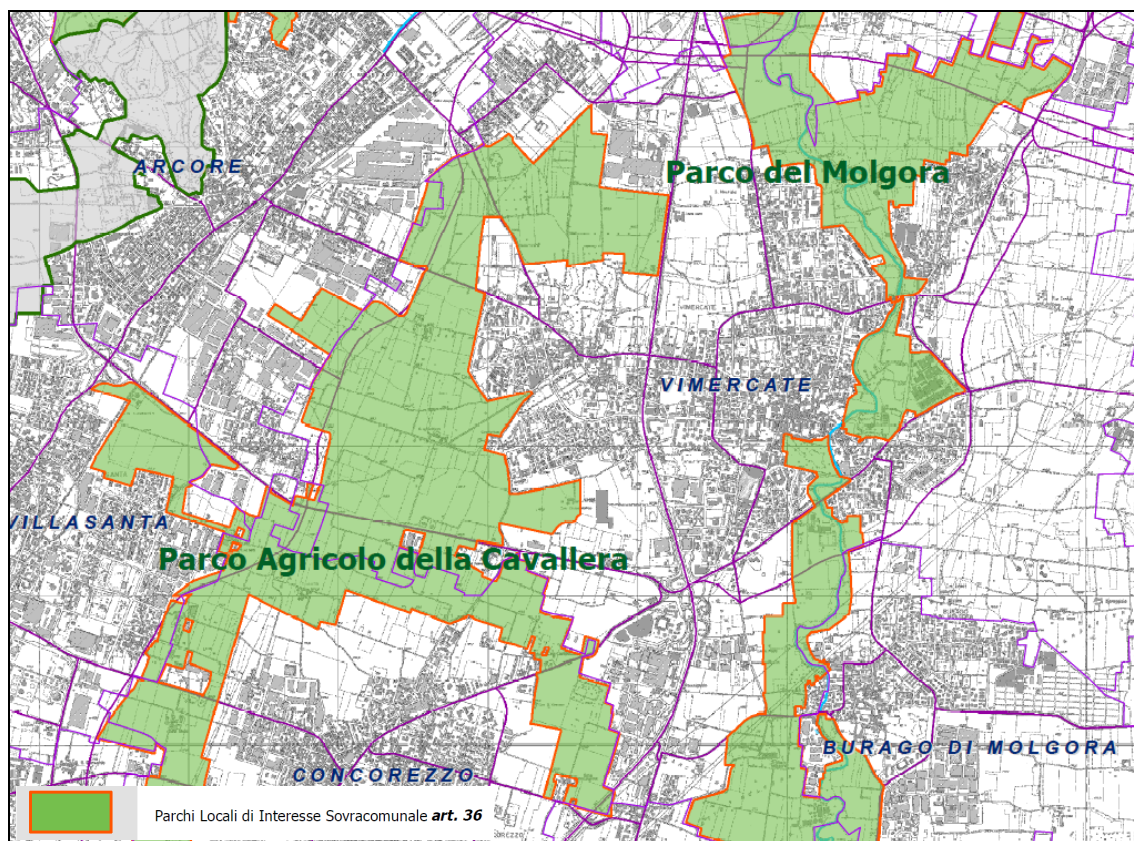 ARCORE
Parco del Molgora
VIMERCATE
VIMERCATE
VILLASANTA
Parco Agricolo della Cavallera
BURAGO DI MOLGORA
CONCOREZZO
Parchi Locali di Interesse Sovracomunale art. 36